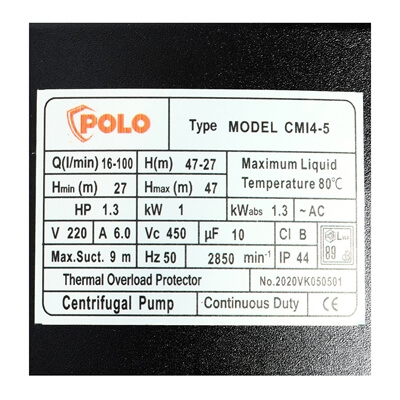 POLO
Type MODEL CMI4-5
Q(l/min) 16-100 H(m) 47-27 Maximum Liquid
Hmin (m) 27 Hmax (m) 47 Temperature 80℃
HP 1.3 kW 1 kWabs 1.3 ~ AC
V 220 A 6.0 Vc 450 µF 10 Cl B
Max.Suct. 9 m Hz 50 2850 min⁻¹ IP 44 89
Thermal Overload Protector No.2020VK050501
Centrifugal Pump Continuous Duty CE